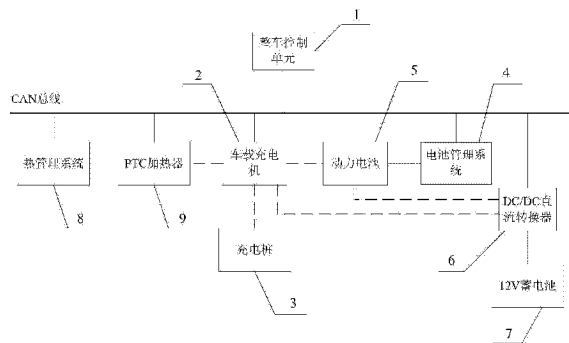 1
整车控制
单元
2
5
4
CAN总线
热管理系统
PTC加热器
车载充电
机
动力电池
电池管理系
统
8
9
DC/DC直
流转换器
充电桩
6
3
12V蓄电池
7